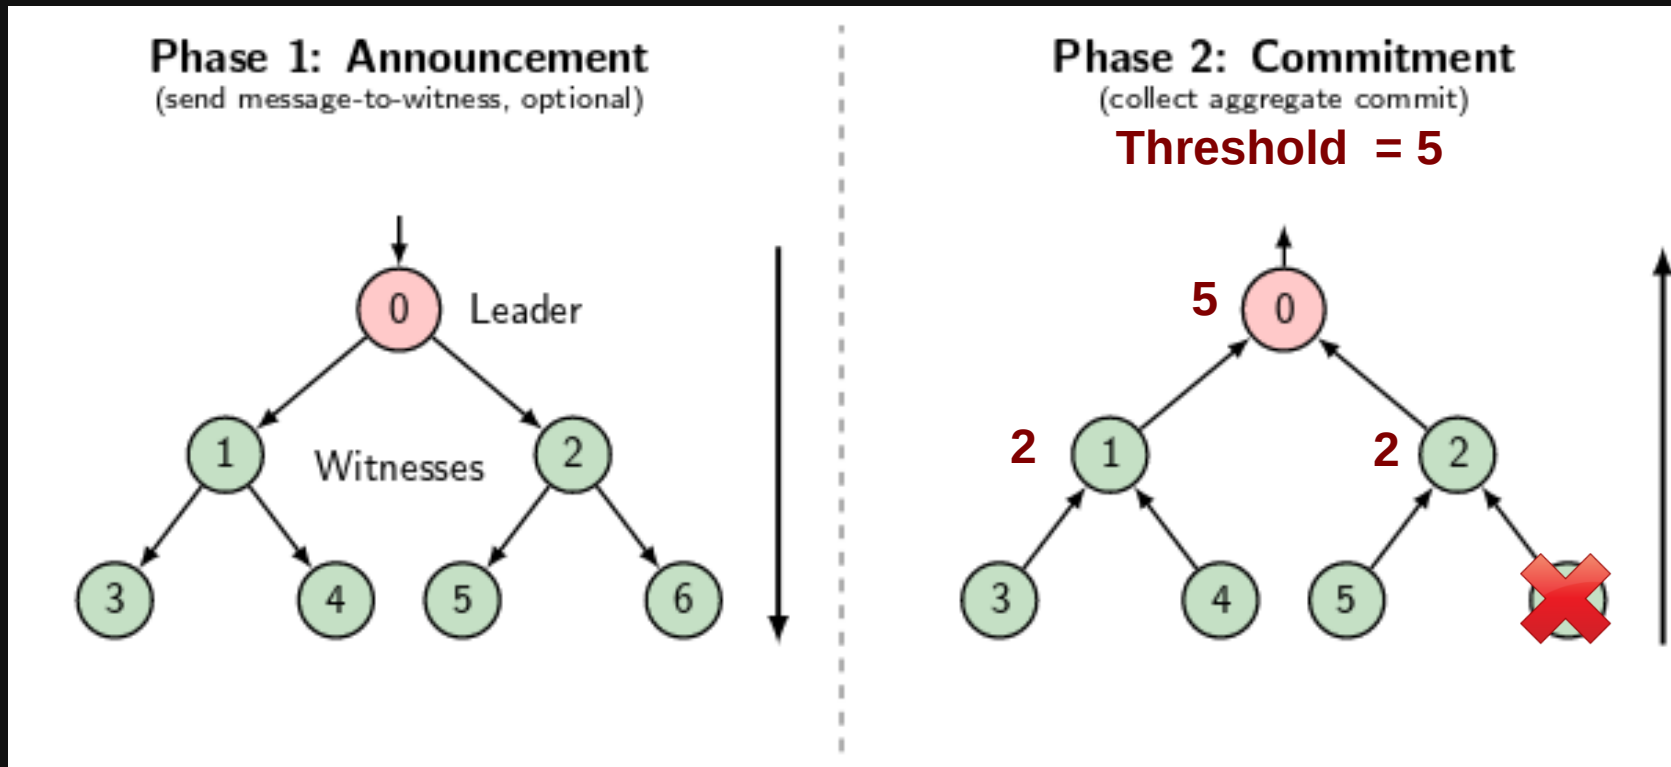 Phase 1: Announcement
(send message-to-witness, optional)
0
Leader
1
Witnesses
2
3
4
5
6
Phase 2: Commitment
(collect aggregate commit)
Threshold = 5
5
0
2
1
2
2
3
4
5